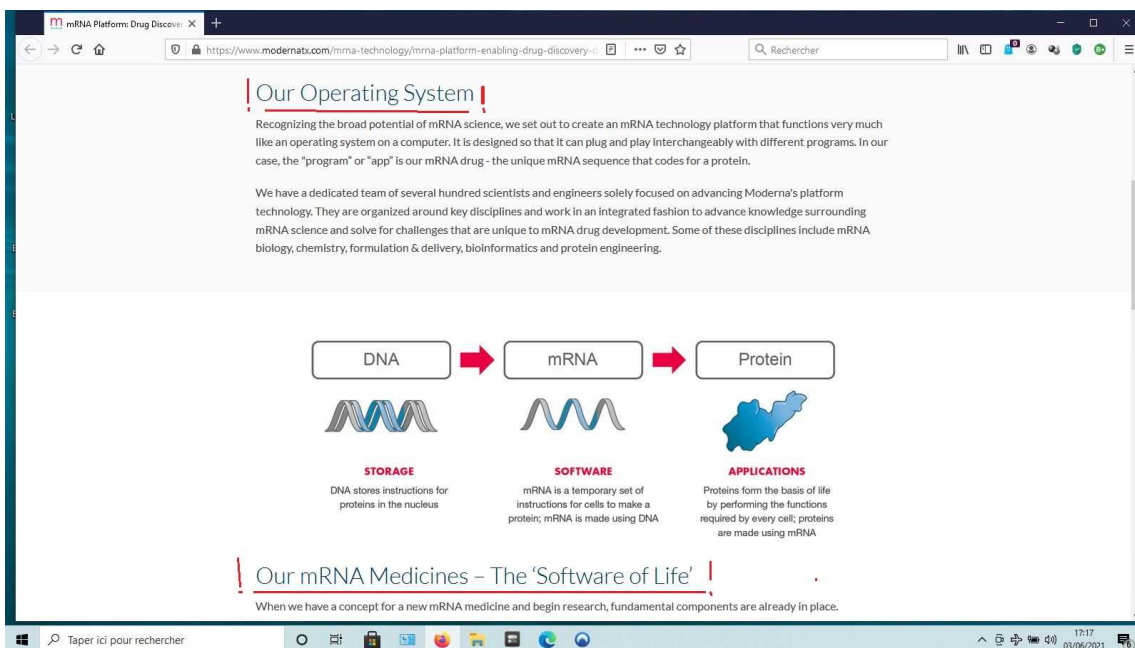 mRNA Platform: Drug Discover
https://www.modernatx.com/mrna-technology/mrna-platform-enabling-drug-discovery-
Rechercher
Our Operating System
Recognizing the broad potential of mRNA science, we set out to create an mRNA technology platform that functions very much
like an operating system on a computer. It is designed so that it can plug and play interchangeably with different programs. In our
case, the "program" or "app" is our mRNA drug - the unique mRNA sequence that codes for a protein.
We have a dedicated team of several hundred scientists and engineers solely focused on advancing Moderna's platform
technology. They are organized around key disciplines and work in an integrated fashion to advance knowledge surrounding
mRNA science and solve for challenges that are unique to mRNA drug development. Some of these disciplines include mRNA
biology, chemistry, formulation & delivery, bioinformatics and protein engineering.
DNA mRNA Protein
STORAGE SOFTWARE APPLICATIONS
DNA stores instructions for mRNA is a temporary set of Proteins form the basis of life
proteins in the nucleus instructions for cells to make a by performing the functions
protein; mRNA is made using DNA required by every cell; proteins
are made using mRNA
Our mRNA Medicines – The ‘Software of Life’
When we have a concept for a new mRNA medicine and begin research, fundamental components are already in place.
Taper ici pour rechercher
17:17
03/06/2021